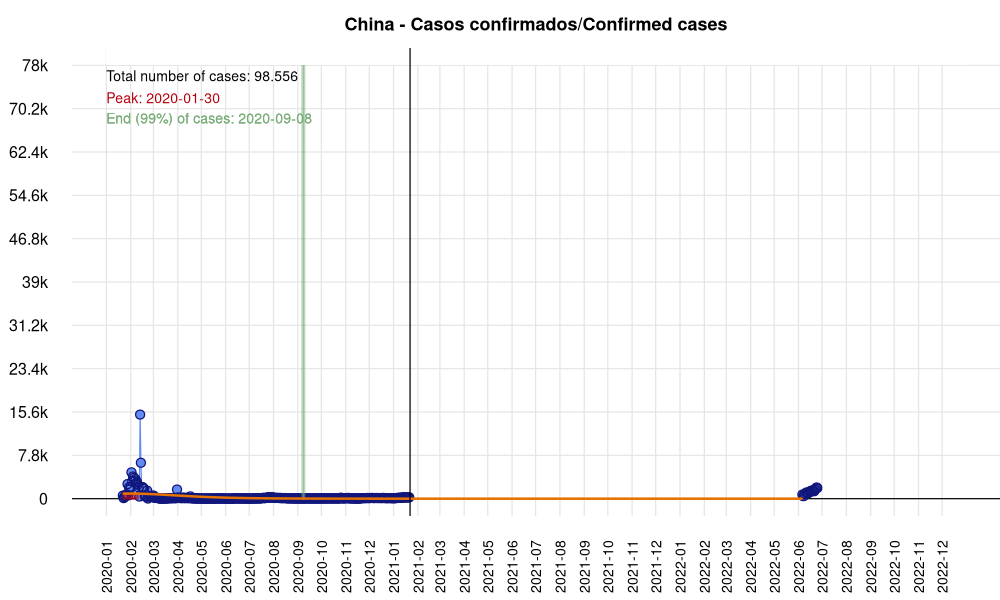 China - Casos confirmados/Confirmed cases
78k
Total number of cases: 98.556
Peak: 2020-01-30
70.2k
End (99%) of cases: 2020-09-08
62.4k
54.6k
46.8k
39k
31.2k
23.4k
15.6k
7.8k
0
2020-01
2020-02
2020-03
2020-04
2020-05
2020-06
2020-07
2020-08
2020-09
2020-10
2020-11
2020-12
2021-01
2021-02
2021-03
2021-04
2021-05
2021-06
2021-07
2021-08
2021-09
2021-10
2021-11
2021-12
2022-01
2022-02
2022-03
2022-04
2022-05
2022-06
2022-07
2022-08
2022-09
2022-10
2022-11
2022-12